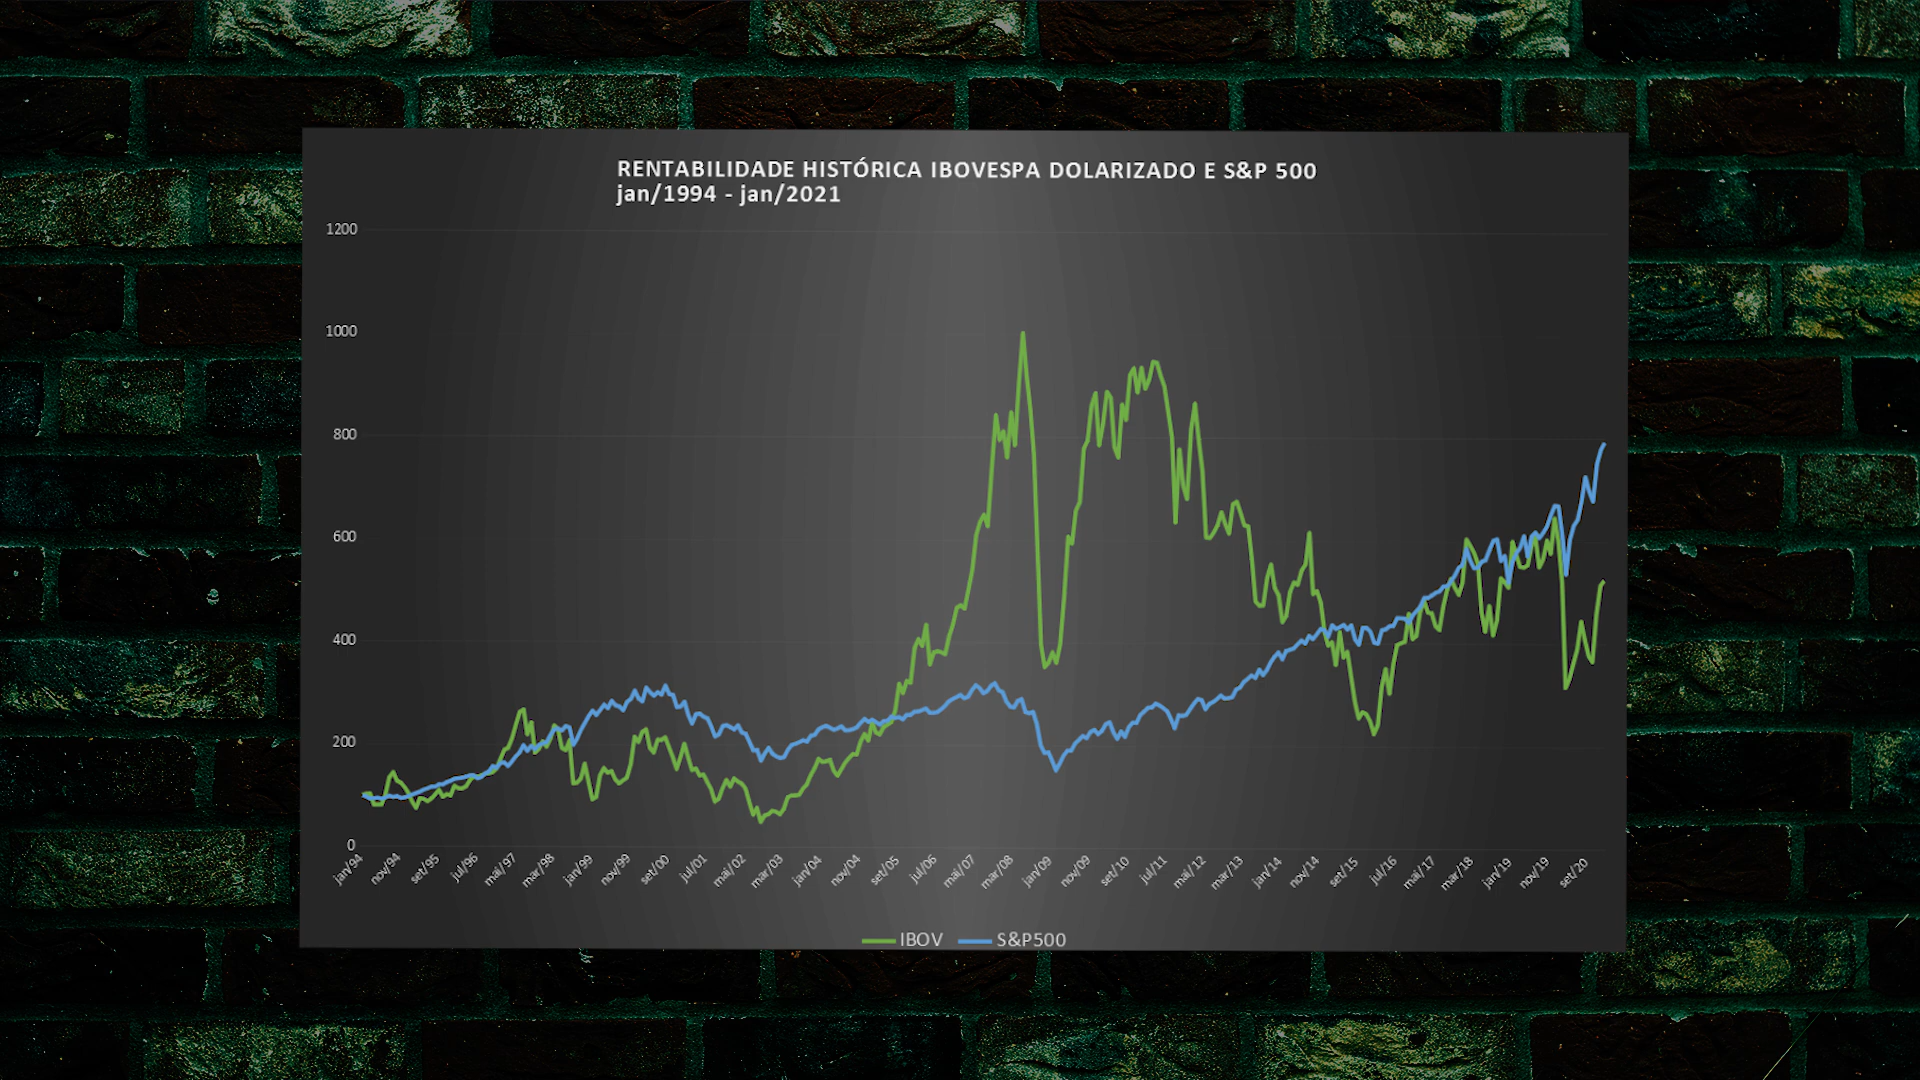 RENTABILIDADE HISTÓRICA IBOVESPA DOLARIZADO E S&P 500
jan/1994 - jan/2021
1200
1000
800
600
400
200
0
jan/94 nov/94 set/95 jul/96 mai/97 mar/98 jan/99 nov/99 set/00 jul/01 mai/02 mar/03 jan/04 nov/04 set/05 jul/06 mai/07 mar/08 jan/09 nov/09 set/10 jul/11 mai/12 mar/13 jan/14 nov/14 set/15 jul/16 mai/17 mar/18 jan/19 nov/19 set/20
IBOV S&P500